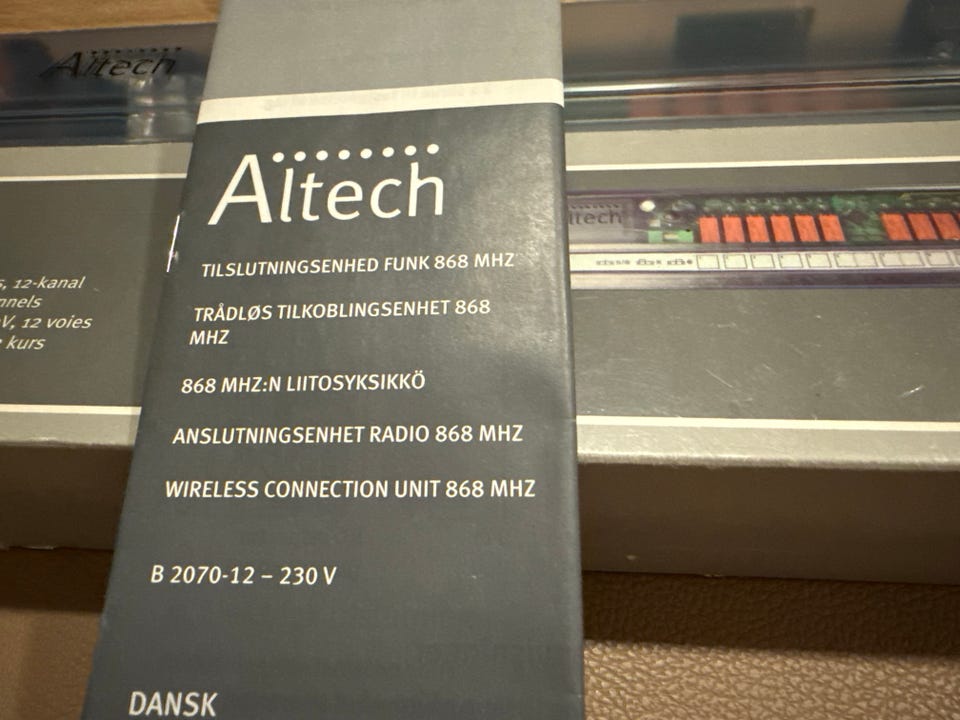 Altech
Altech
TILSLUTNINGSENHED FUNK 868 MHZ
TRÅDLØS TILKOBLINGSENHET 868
MHZ
868 MHZ:N LIITOSYKSIKKÖ
ANSLUTNINGSENHET RADIO 868 MHZ
WIRELESS CONNECTION UNIT 868 MHZ
B 2070-12 – 230 V
DANSK
, 12-kanal
nnels
V, 12 voies
kurs
ltech